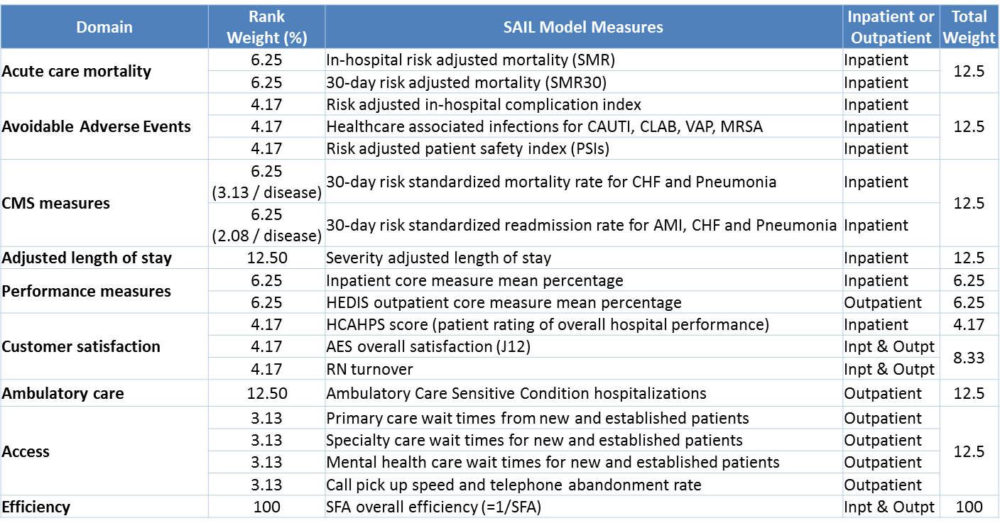 Domain Rank Weight (%) SAIL Model Measures Inpatient or Outpatient Total Weight
Acute care mortality 6.25 In-hospital risk adjusted mortality (SMR) Inpatient 12.5
6.25 30-day risk adjusted mortality (SMR30) Inpatient
Avoidable Adverse Events 4.17 Risk adjusted in-hospital complication index Inpatient 12.5
4.17 Healthcare associated infections for CAUTI, CLAB, VAP, MRSA Inpatient
4.17 Risk adjusted patient safety index (PSIs) Inpatient
CMS measures 6.25 (3.13 / disease) 30-day risk standardized mortality rate for CHF and Pneumonia Inpatient 12.5
6.25 (2.08 / disease) 30-day risk standardized readmission rate for AMI, CHF and Pneumonia Inpatient
Adjusted length of stay 12.50 Severity adjusted length of stay Inpatient 12.5
Performance measures 6.25 Inpatient core measure mean percentage Inpatient 6.25
6.25 HEDIS outpatient core measure mean percentage Outpatient 6.25
Customer satisfaction 4.17 HCAHPS score (patient rating of overall hospital performance) Inpatient 4.17
4.17 AES overall satisfaction (J12) Inpt & Outpt 8.33
4.17 RN turnover Inpt & Outpt
Ambulatory care 12.50 Ambulatory Care Sensitive Condition hospitalizations Outpatient 12.5
Access 3.13 Primary care wait times from new and established patients Outpatient 12.5
3.13 Specialty care wait times for new and established patients Outpatient
3.13 Mental health care wait times for new and established patients Outpatient
3.13 Call pick up speed and telephone abandonment rate Outpatient
Efficiency 100 SFA overall efficiency (=1/SFA) Inpt & Outpt 100